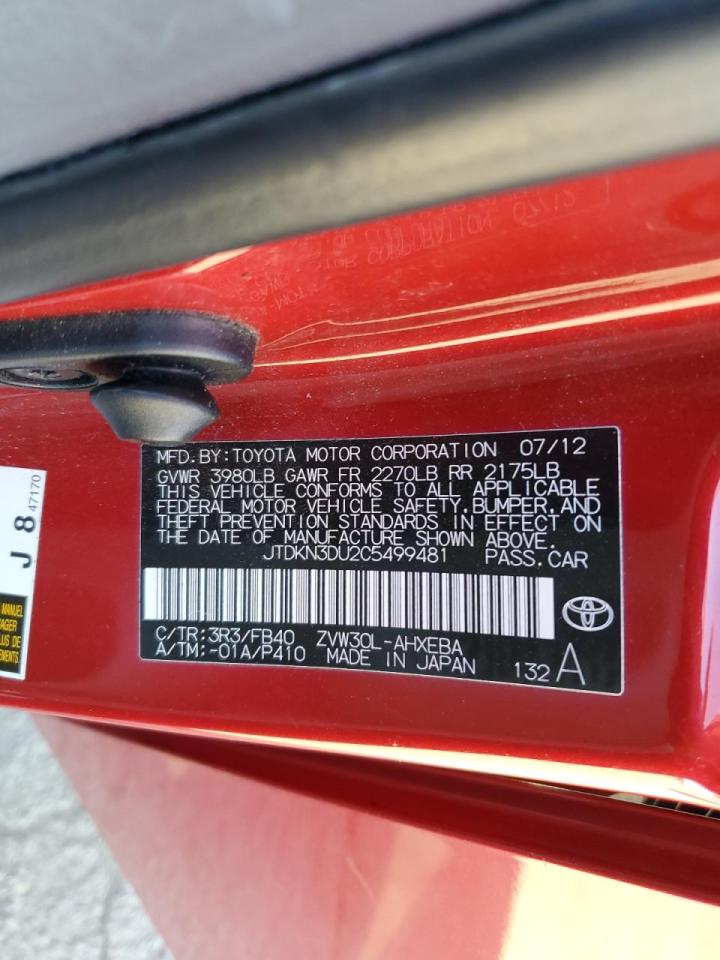 MFD. BY: TOYOTA MOTOR CORPORATION 07/12
GVWR 3980LB GAWR FR 2270LB RR 2175LB
THIS VEHICLE CONFORMS TO ALL APPLICABLE
FEDERAL MOTOR VEHICLE SAFETY, BUMPER, AND
THEFT PREVENTION STANDARDS IN EFFECT ON
THE DATE OF MANUFACTURE SHOWN ABOVE.
JTDKN3DU2C5499481 PASS. CAR
C/TR:3R3/FB40 ZVW30L-AHXEBA
A/TM:-01A/P410 MADE IN JAPAN 132 A
J 8 47170
MANUEL